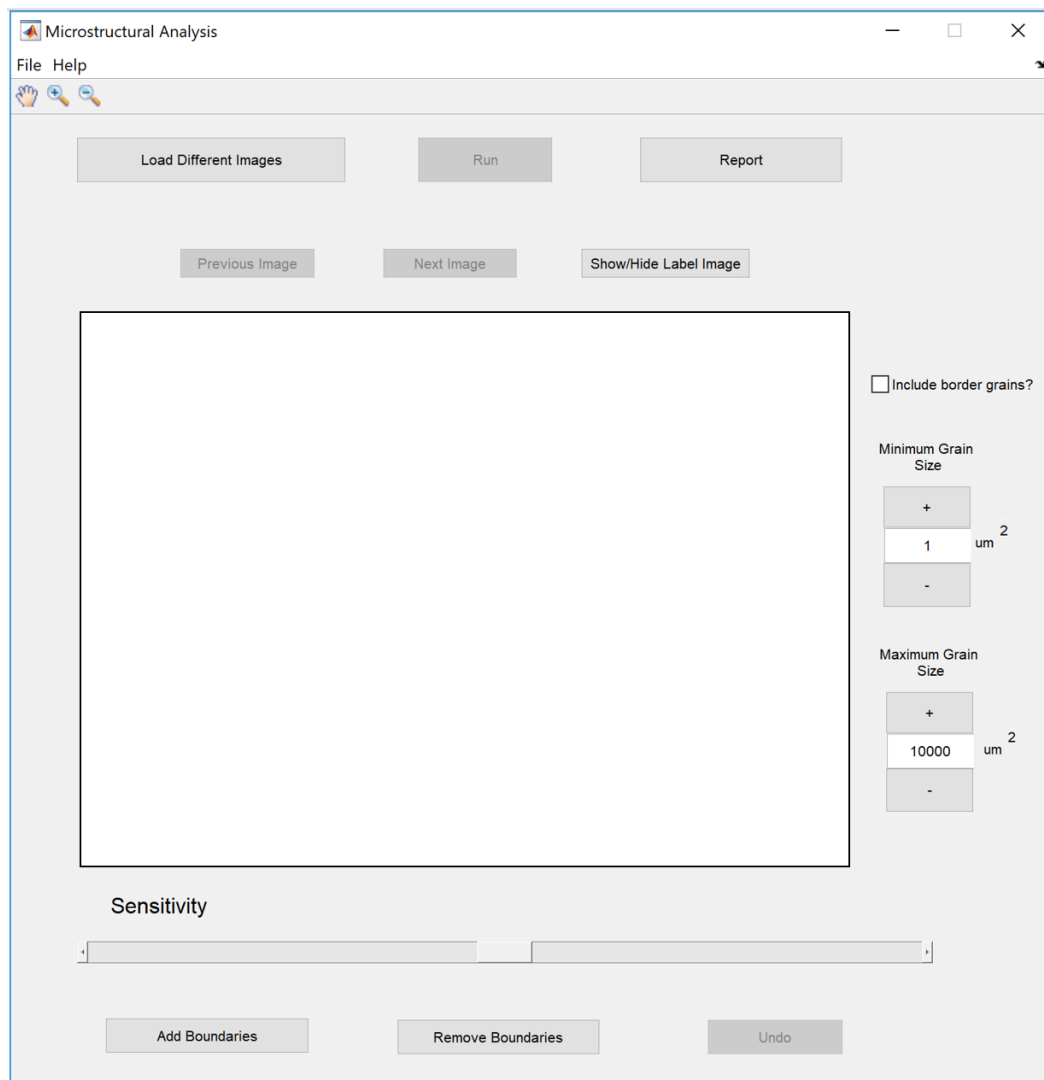 Microstructural Analysis
File Help
Load Different Images
Run
Report
Previous Image
Next Image
Show/Hide Label Image
Include border grains?
Minimum Grain
Size
+
1
um 2
-
Maximum Grain
Size
+
10000
um 2
-
Sensitivity
Add Boundaries
Remove Boundaries
Undo